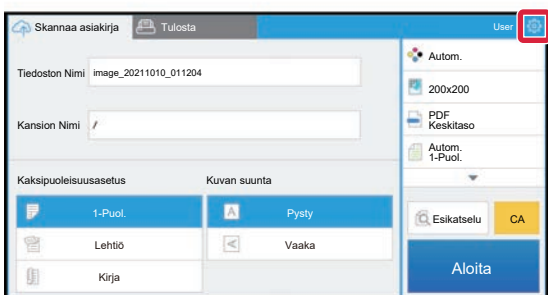 Skannaa asiakirja
Tulosta
User
Tiedoston Nimi
image_20211010_011204
Kansion Nimi
/
Kaksipuoleisuusasetus
Kuvan suunta
1-Puol.
Lehtiö
Kirja
A
Pysty
A
Vaaka
Autom.
200x200
PDF
Keskitaso
Autom.
1-Puol.
Esikatselu
CA
Aloita